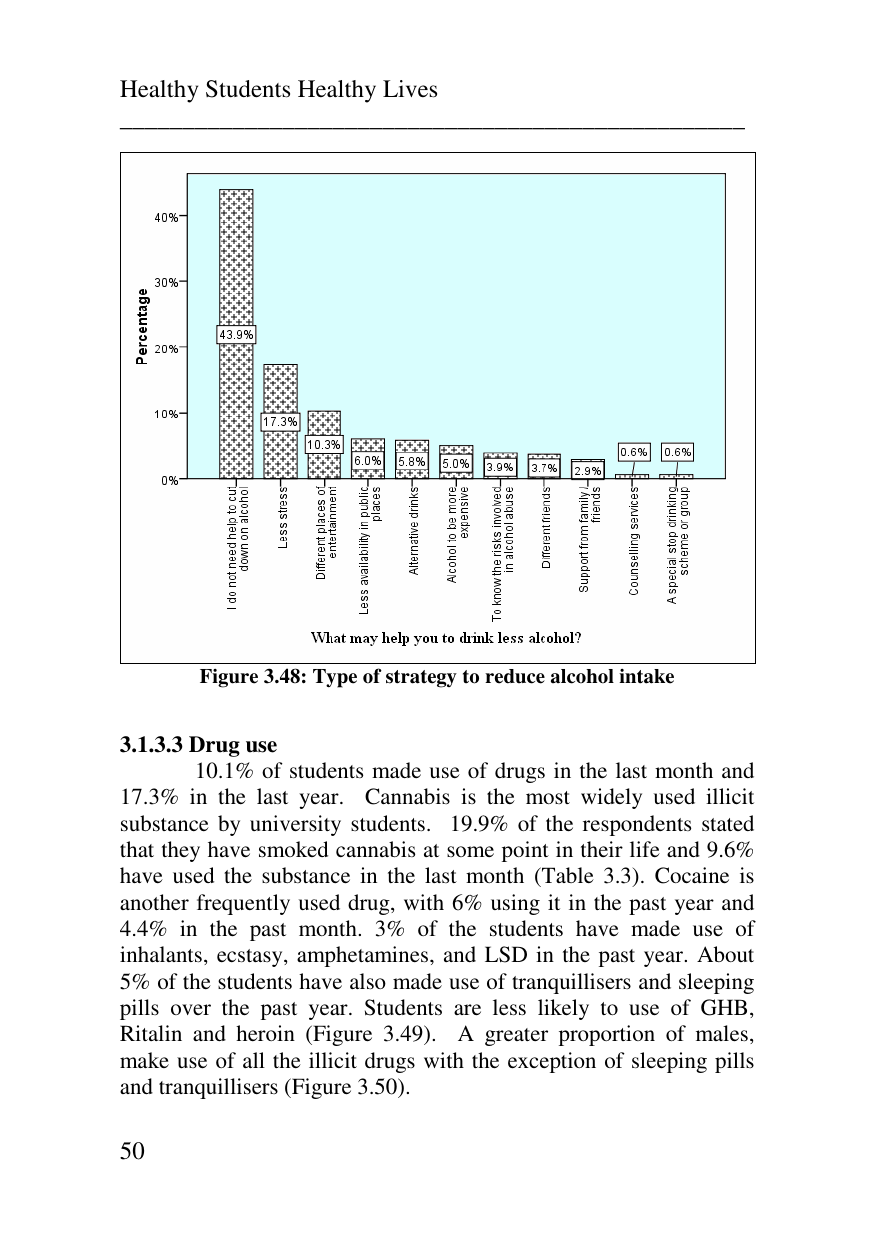 Healthy Students Healthy Lives
__________________________________________________
40%
30%
20%
10%
0%
Percentage
43.9%
17.3%
10.3%
6.0%
5.8%
5.0%
3.9%
3.7%
2.9%
0.6%
0.6%
I do not need help to cut
down on alcohol
Less stress
Different places of
entertainment
Less availability in public
places
Alternative drinks
Alcohol to be more
expensive
To know the risks involved
in alcohol abuse
Different friends
Support from family /
friends
Counselling services
A special stop drinking
scheme or group
What may help you to drink less alcohol?
Figure 3.48: Type of strategy to reduce alcohol intake
3.1.3.3 Drug use
10.1% of students made use of drugs in the last month and
17.3% in the last year. Cannabis is the most widely used illicit
substance by university students. 19.9% of the respondents stated
that they have smoked cannabis at some point in their life and 9.6%
have used the substance in the last month (Table 3.3). Cocaine is
another frequently used drug, with 6% using it in the past year and
4.4% in the past month. 3% of the students have made use of
inhalants, ecstasy, amphetamines, and LSD in the past year. About
5% of the students have also made use of tranquillisers and sleeping
pills over the past year. Students are less likely to use of GHB,
Ritalin and heroin (Figure 3.49). A greater proportion of males,
make use of all the illicit drugs with the exception of sleeping pills
and tranquillisers (Figure 3.50).
50